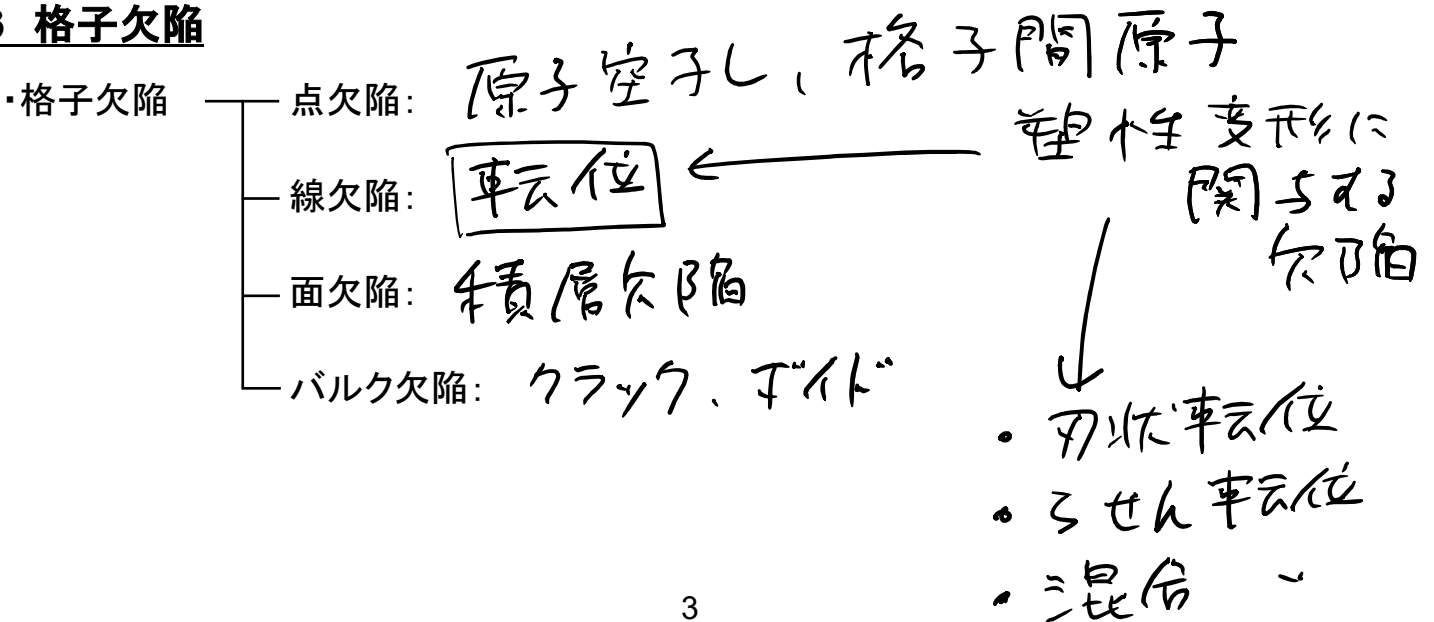 格子欠陥
・格子欠陥
点欠陥: 原子空孔、格子間原子
線欠陥: 転位
塑性変形に
関与する
欠陥
面欠陥: 積層欠陥
バルク欠陥: クラック、ボイド
・刃状転位
・らせん転位
・混合 〃
3